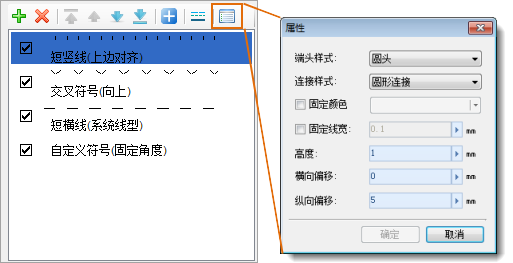 短竖线(上边对齐)
交叉符号(向上)
短横线(系统线型)
自定义符号(固定角度)
属性
端头样式: 圆头
连接样式: 圆形连接
固定颜色
固定线宽: 0.1 mm
高度: 1 mm
横向偏移: 0 mm
纵向偏移: 5 mm
确定 取消